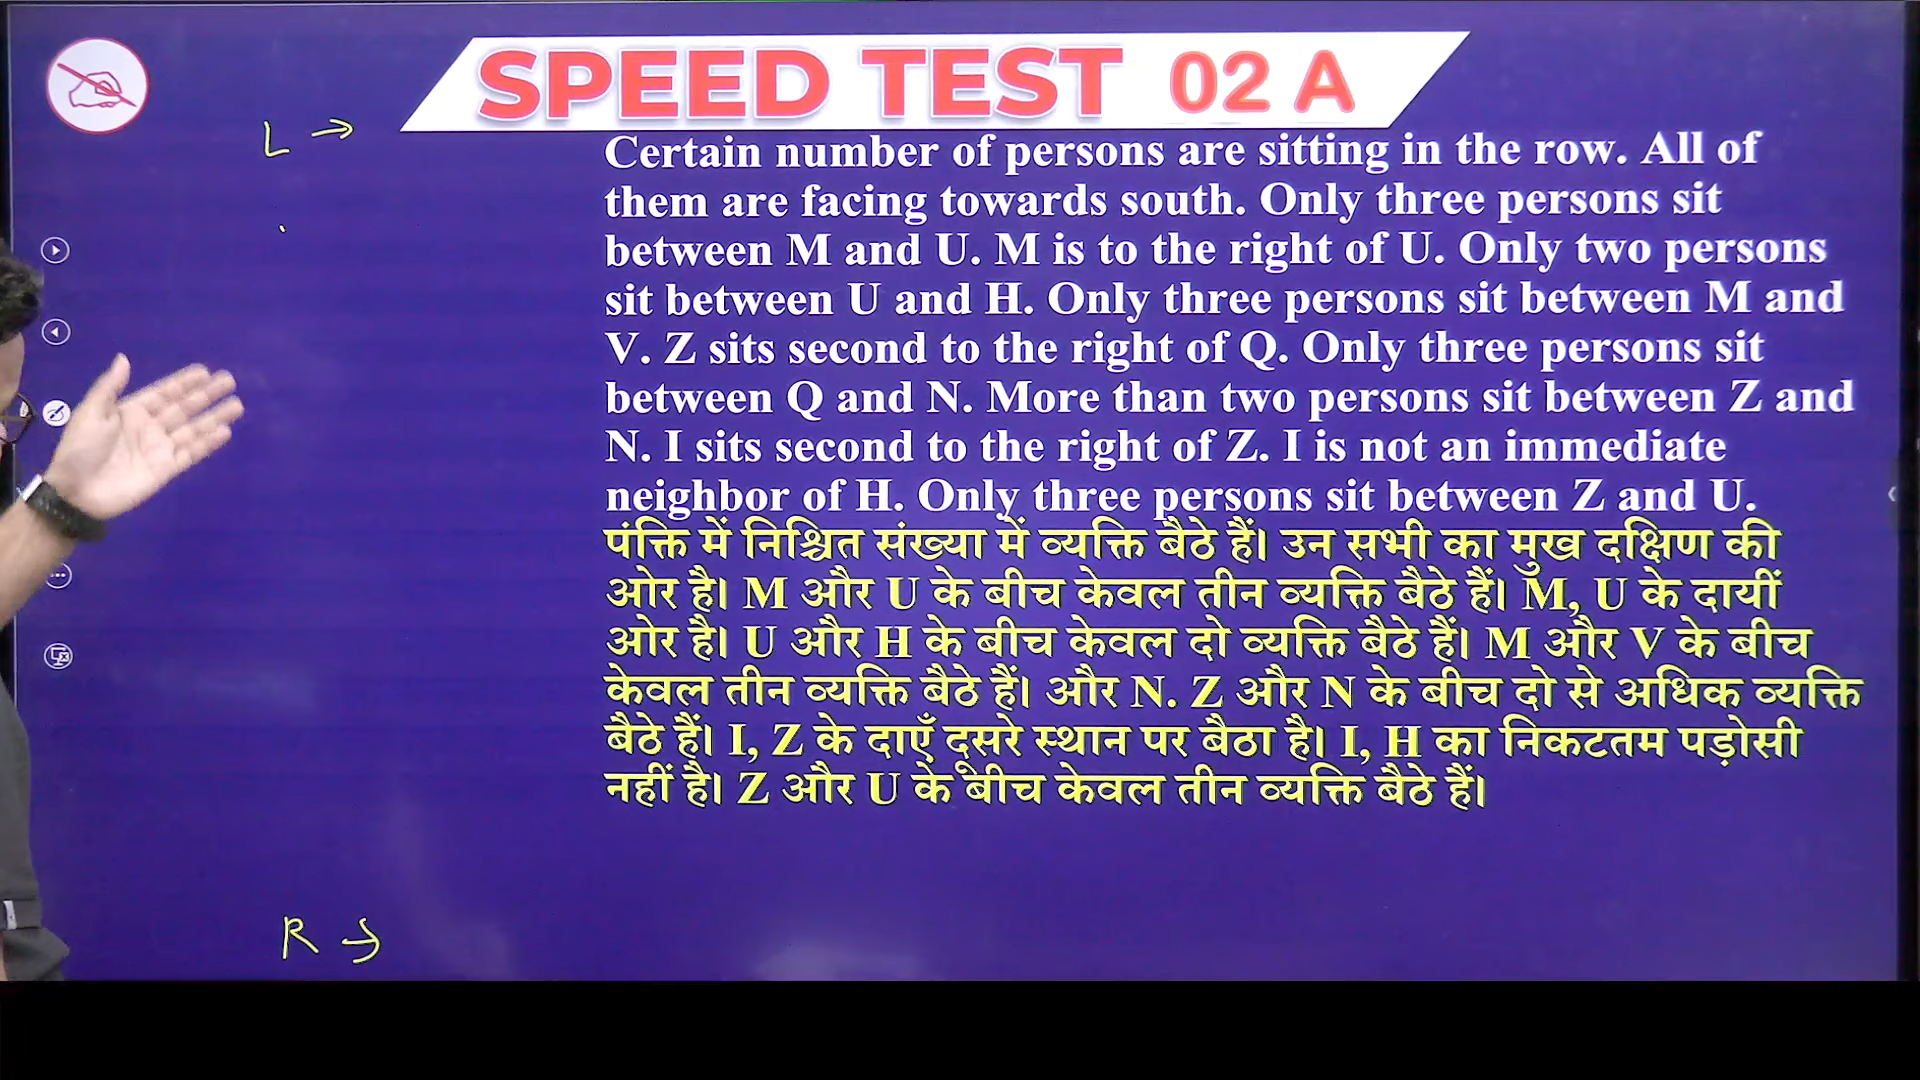 SPEED TEST 02 A
L →
Certain number of persons are sitting in the row. All of
them are facing towards south. Only three persons sit
between M and U. M is to the right of U. Only two persons
sit between U and H. Only three persons sit between M and
V. Z sits second to the right of Q. Only three persons sit
between Q and N. More than two persons sit between Z and
N. I sits second to the right of Z. I is not an immediate
neighbor of H. Only three persons sit between Z and U.
पंक्ति में निश्चित संख्या में व्यक्ति बैठे हैं। उन सभी का मुख दक्षिण की
ओर है। M और U के बीच केवल तीन व्यक्ति बैठे हैं। M, U के दायीं
ओर है। U और H के बीच केवल दो व्यक्ति बैठे हैं। M और V के बीच
केवल तीन व्यक्ति बैठे हैं। और N. Z और N के बीच दो से अधिक व्यक्ति
बैठे हैं। I, Z के दाएँ दूसरे स्थान पर बैठा है। I, H का निकटतम पड़ोसी
नहीं है। Z और U के बीच केवल तीन व्यक्ति बैठे हैं।
R →